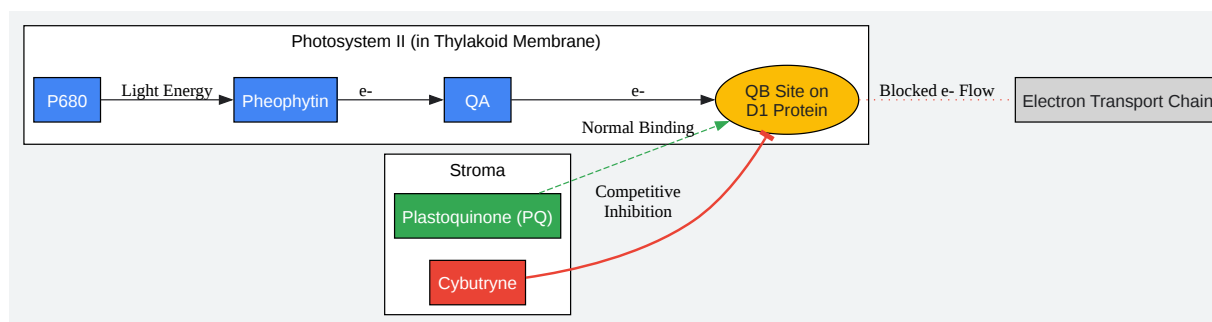 Photosystem II (in Thylakoid Membrane)
P680
Light Energy
Pheophytin
e-
QA
e-
QB Site on
D1 Protein
Blocked e- Flow
Electron Transport Chain
Normal Binding
Stroma
Plastoquinone (PQ)
Competitive
Inhibition
Cybutryne